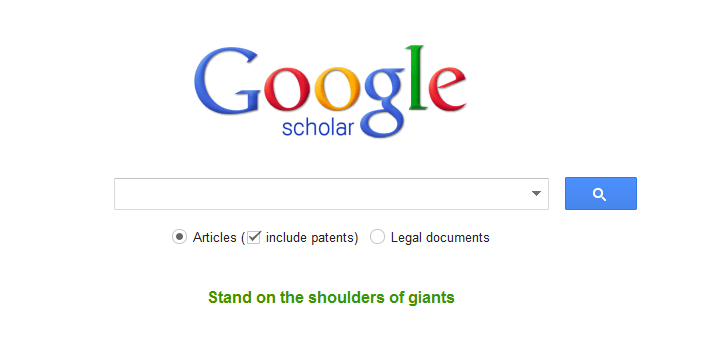 Google
scholar
Articles (include patents) Legal documents
Stand on the shoulders of giants